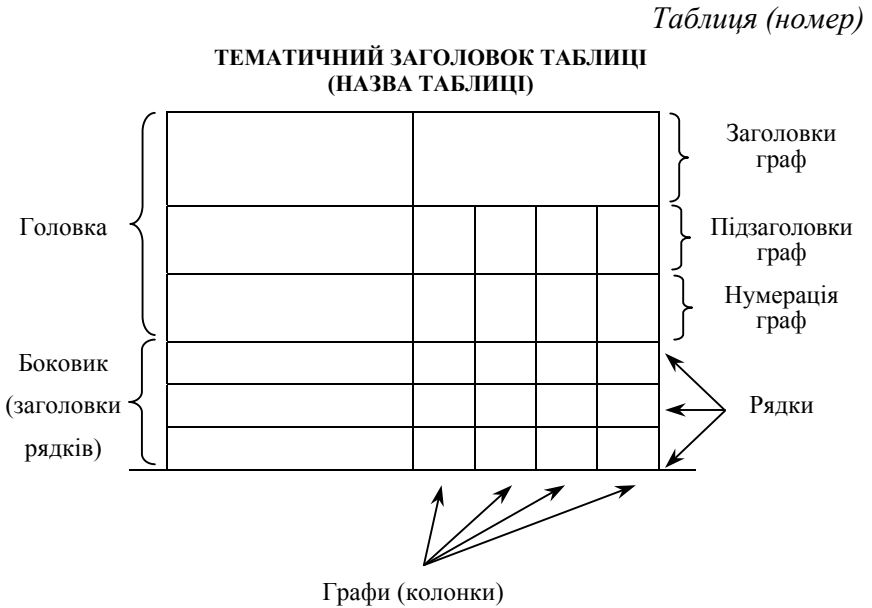 Таблиця (номер)
ТЕМАТИЧНИЙ ЗАГОЛОВОК ТАБЛИЦІ
(НАЗВА ТАБЛИЦІ)
Заголовки
граф
Головка
Підзаголовки
граф
Нумерація
граф
Боковик
(заголовки
рядків)
Рядки
Графи (колонки)